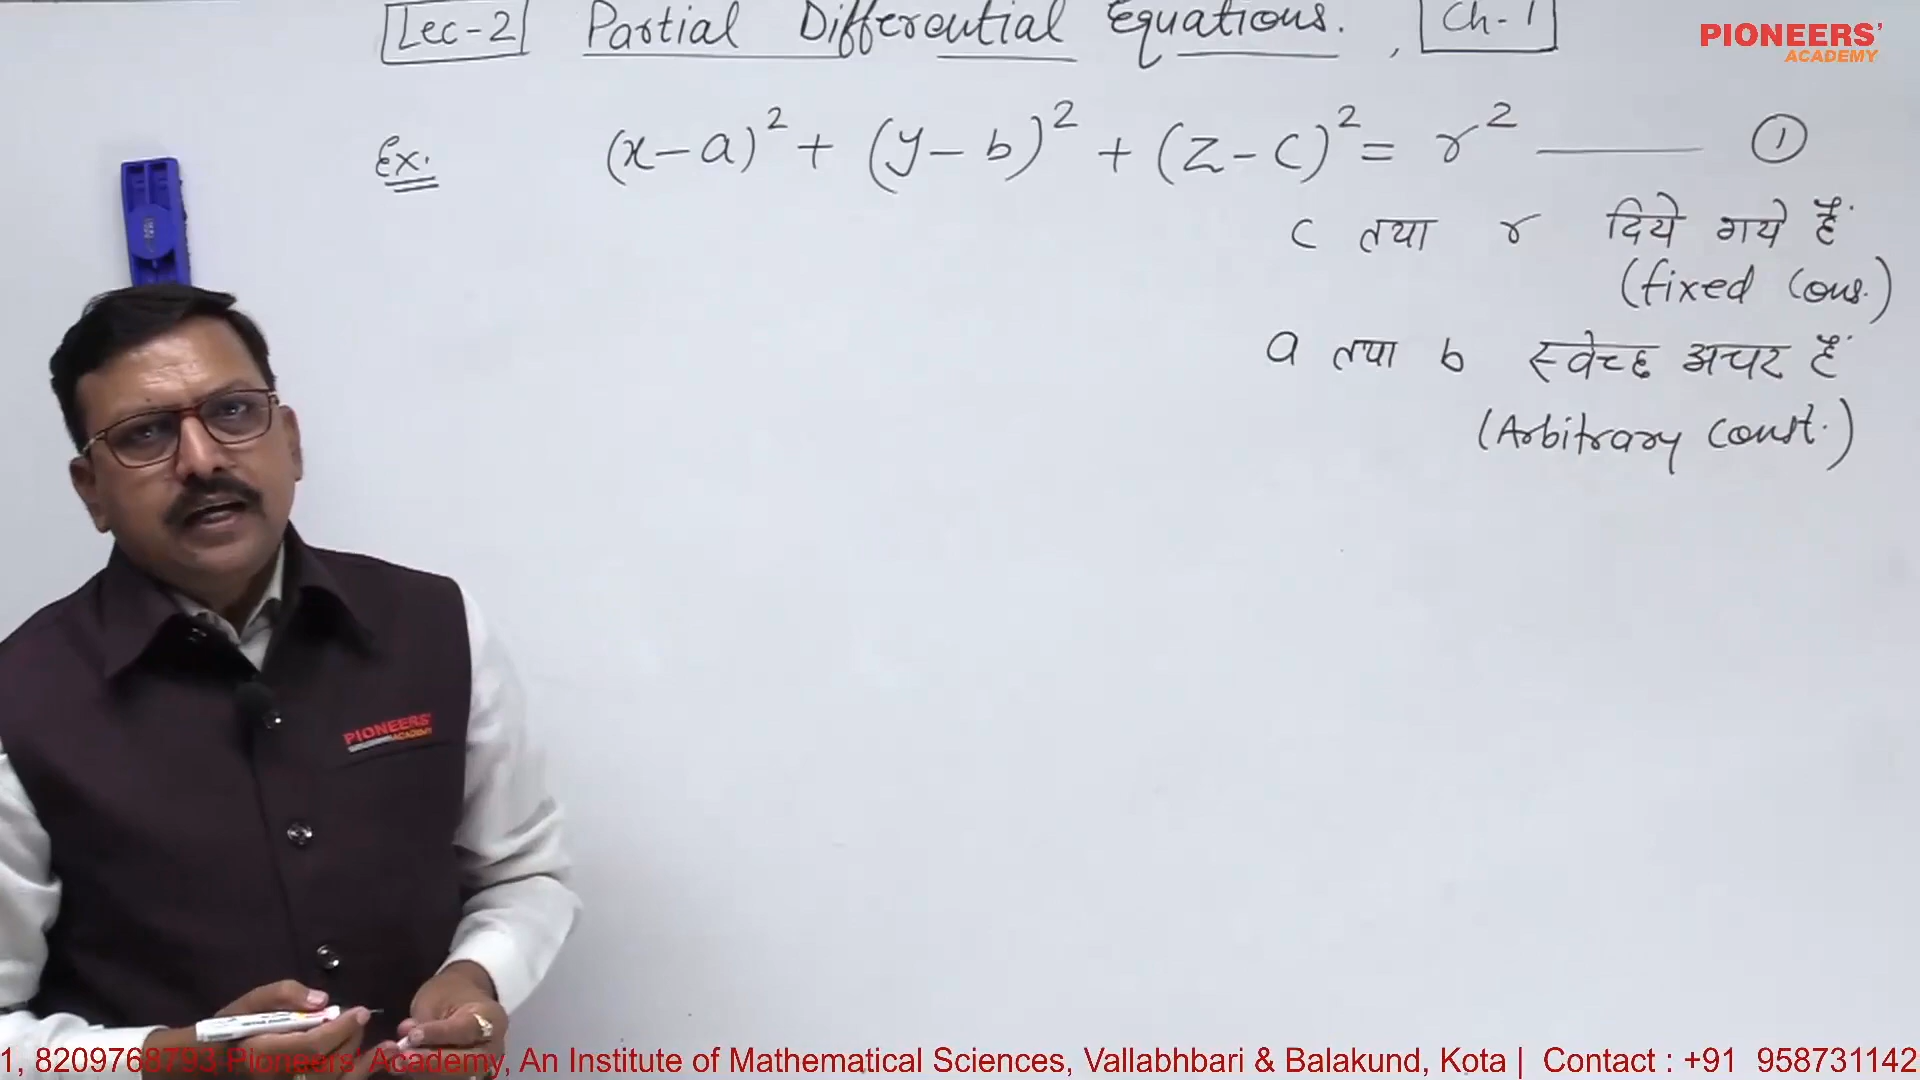 Lec-2 Partial Differential Equations. , Ch-1
PIONEERS'
ACADEMY
Ex. (x-a)² + (y-b)² + (z-c)² = r² ——— ①
c तथा r दिये गये हैं
(fixed Cons.)
a तथा b स्वेच्छ अचर हैं
(Arbitrary Const.)
PIONEERS'
ACADEMY
1, 8209768793 Pioneers' Academy, An Institute of Mathematical Sciences, Vallabhbari & Balakund, Kota | Contact : +91 958731142